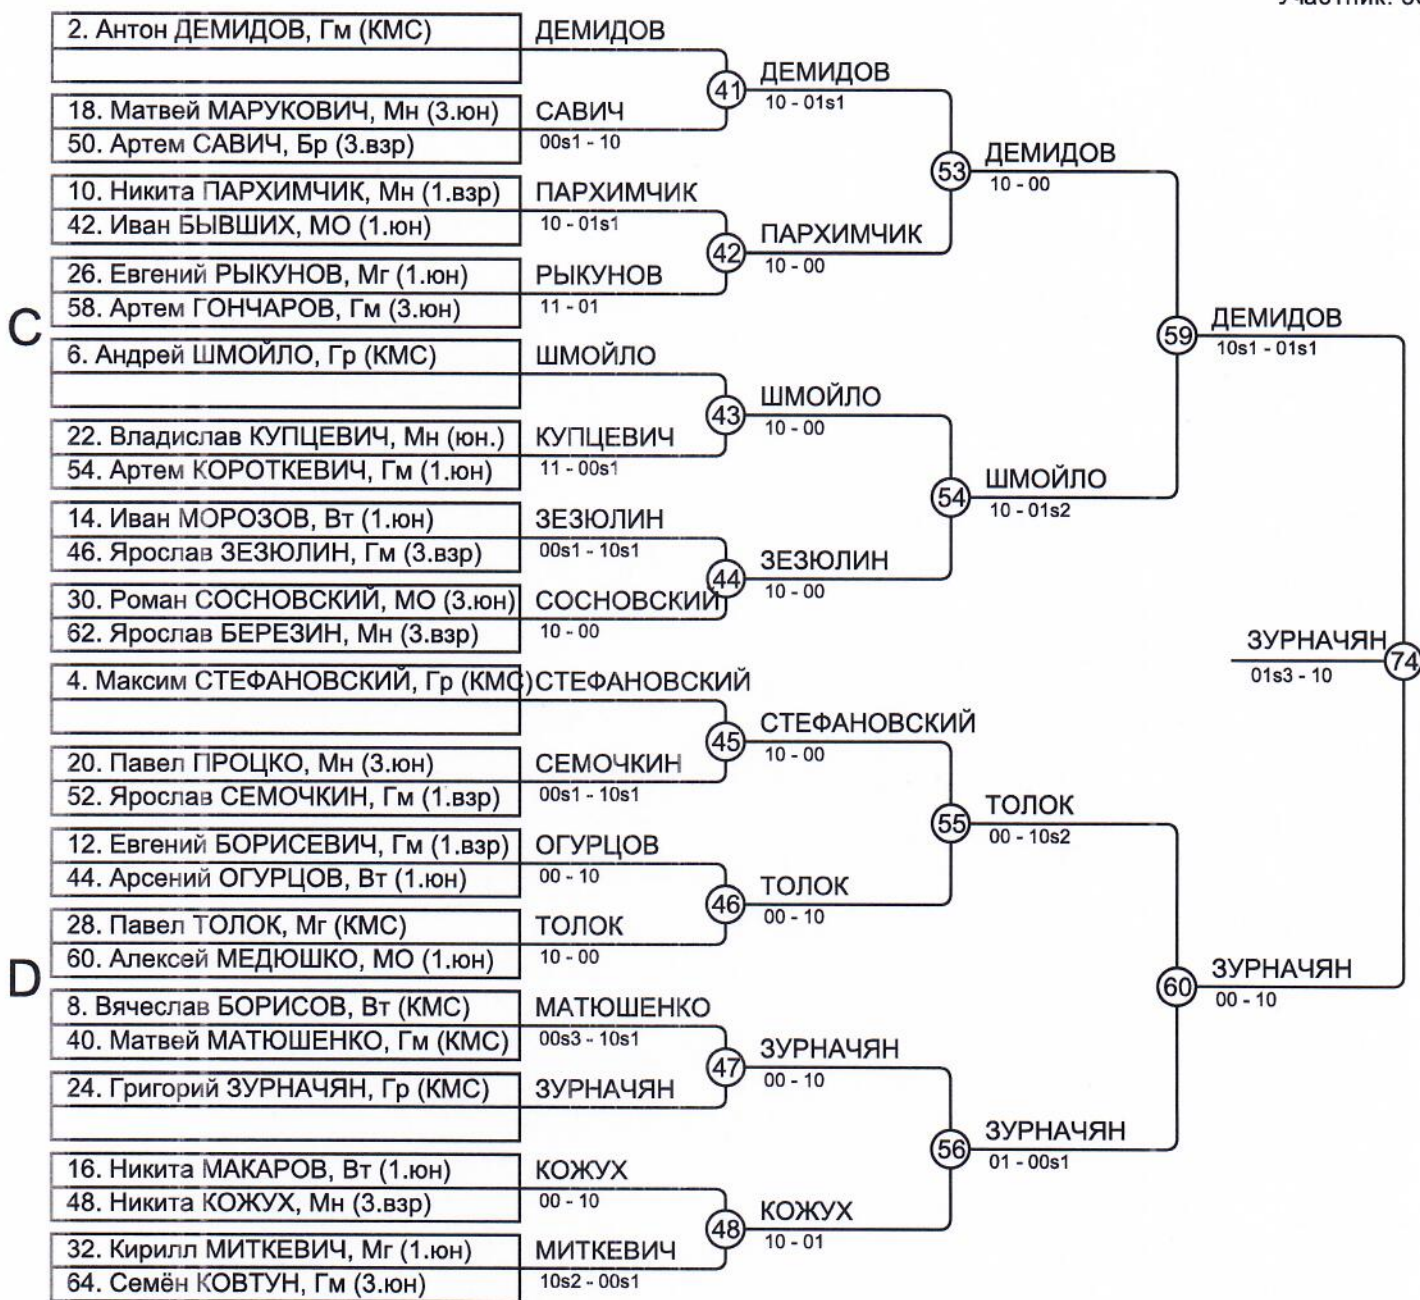 2. Антон ДЕМИДОВ, Гм (КМС)
ДЕМИДОВ
41
ДЕМИДОВ
10 - 01s1
18. Матвей МАРУКОВИЧ, Мн (3.юн)
50. Артем САВИЧ, Бр (3.взр)
САВИЧ
00s1 - 10
53
ДЕМИДОВ
10 - 00
10. Никита ПАРХИМЧИК, Мн (1.взр)
42. Иван БЫВШИХ, МО (1.юн)
ПАРХИМЧИК
10 - 01s1
42
ПАРХИМЧИК
10 - 00
26. Евгений РЫКУНОВ, Мг (1.юн)
58. Артем ГОНЧАРОВ, Гм (3.юн)
РЫКУНОВ
11 - 01
C
59
ДЕМИДОВ
10s1 - 01s1
6. Андрей ШМОЙЛО, Гр (КМС)
ШМОЙЛО
43
ШМОЙЛО
10 - 00
22. Владислав КУПЦЕВИЧ, Мн (юн.)
54. Артем КОРОТКЕВИЧ, Гм (1.юн)
КУПЦЕВИЧ
11 - 00s1
54
ШМОЙЛО
10 - 01s2
14. Иван МОРОЗОВ, Вт (1.юн)
46. Ярослав ЗЕЗЮЛИН, Гм (3.взр)
ЗЕЗЮЛИН
00s1 - 10s1
44
ЗЕЗЮЛИН
10 - 00
30. Роман СОСНОВСКИЙ, МО (3.юн)
62. Ярослав БЕРЕЗИН, Мн (3.взр)
СОСНОВСКИЙ
10 - 00
ЗУРНАЧЯН
01s3 - 10
74
4. Максим СТЕФАНОВСКИЙ, Гр (КМС)
СТЕФАНОВСКИЙ
45
СТЕФАНОВСКИЙ
10 - 00
20. Павел ПРОЦКО, Мн (3.юн)
52. Ярослав СЕМОЧКИН, Гм (1.взр)
СЕМОЧКИН
00s1 - 10s1
55
ТОЛОК
00 - 10s2
12. Евгений БОРИСЕВИЧ, Гм (1.взр)
44. Арсений ОГУРЦОВ, Вт (1.юн)
ОГУРЦОВ
00 - 10
46
ТОЛОК
00 - 10
28. Павел ТОЛОК, Мг (КМС)
60. Алексей МЕДЮШКО, МО (1.юн)
ТОЛОК
10 - 00
D
60
ЗУРНАЧЯН
00 - 10
8. Вячеслав БОРИСОВ, Вт (КМС)
40. Матвей МАТЮШЕНКО, Гм (КМС)
МАТЮШЕНКО
00s3 - 10s1
47
ЗУРНАЧЯН
00 - 10
24. Григорий ЗУРНАЧЯН, Гр (КМС)
ЗУРНАЧЯН
56
ЗУРНАЧЯН
01 - 00s1
16. Никита МАКАРОВ, Вт (1.юн)
48. Никита КОЖУХ, Мн (3.взр)
КОЖУХ
00 - 10
48
КОЖУХ
10 - 01
32. Кирилл МИТКЕВИЧ, Мг (1.юн)
64. Семён КОВТУН, Гм (3.юн)
МИТКЕВИЧ
10s2 - 00s1